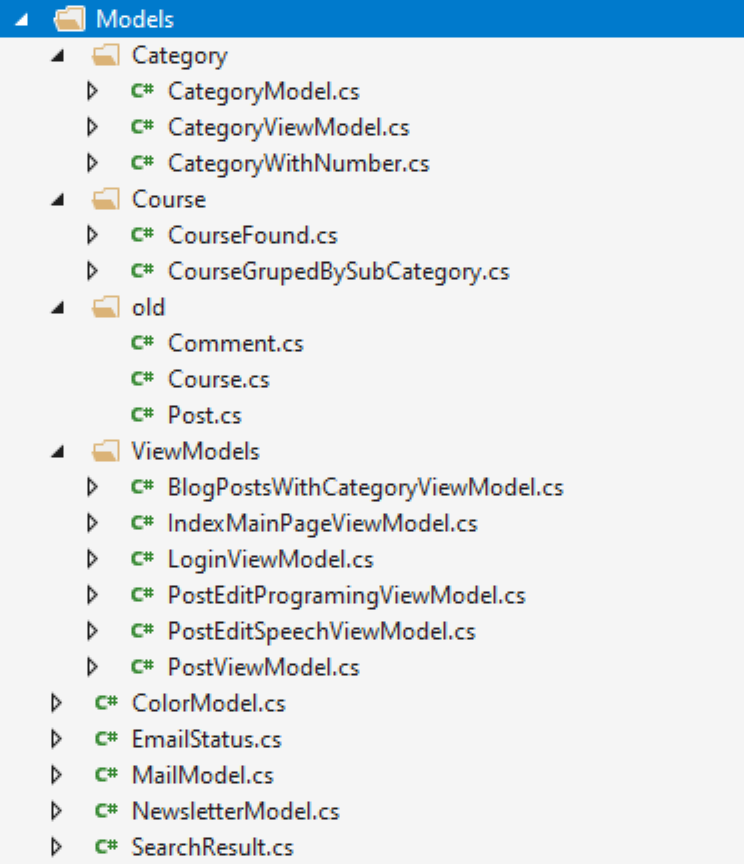 Models
Category
C# CategoryModel.cs
C# CategoryViewModel.cs
C# CategoryWithNumber.cs
Course
C# CourseFound.cs
C# CourseGrupedBySubCategory.cs
old
C# Comment.cs
C# Course.cs
C# Post.cs
ViewModels
C# BlogPostsWithCategoryViewModel.cs
C# IndexMainPageViewModel.cs
C# LoginViewModel.cs
C# PostEditProgramingViewModel.cs
C# PostEditSpeechViewModel.cs
C# PostViewModel.cs
C# ColorModel.cs
C# EmailStatus.cs
C# MailModel.cs
C# NewsletterModel.cs
C# SearchResult.cs